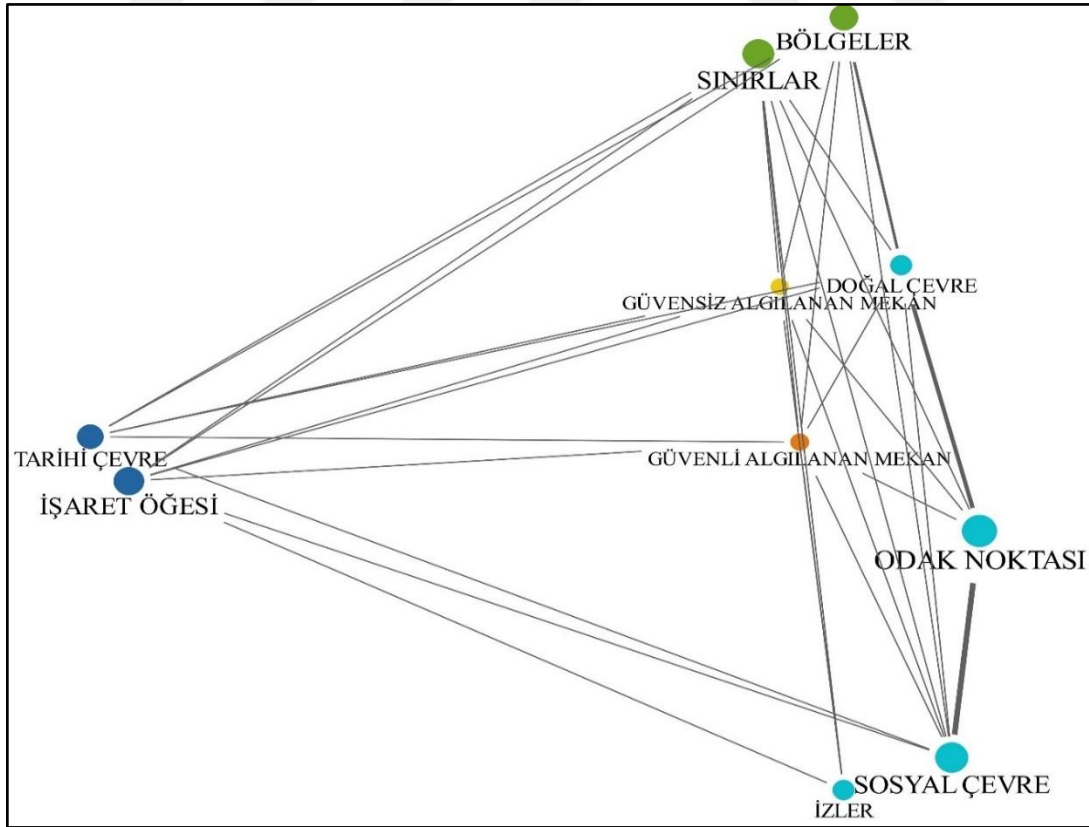 BÖLGELER
SINIRLAR
DOĞAL ÇEVRE
GÜVENSİZ ALGILANAN MEKAN
TARİHİ ÇEVRE
GÜVENLİ ALGILANAN MEKAN
İŞARET ÖĞESİ
ODAK NOKTASI
SOSYAL ÇEVRE
İZLER